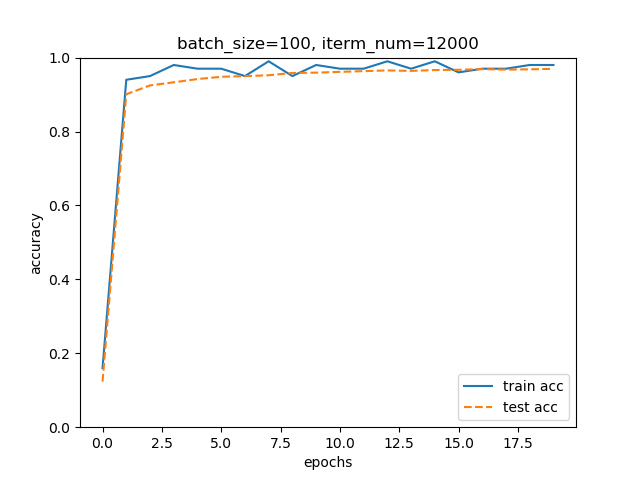 batch_size=100, iterm_num=12000
1.0
0.8
0.6
0.4
0.2
0.0
accuracy
train acc
test acc
0.0 2.5 5.0 7.5 10.0 12.5 15.0 17.5
epochs